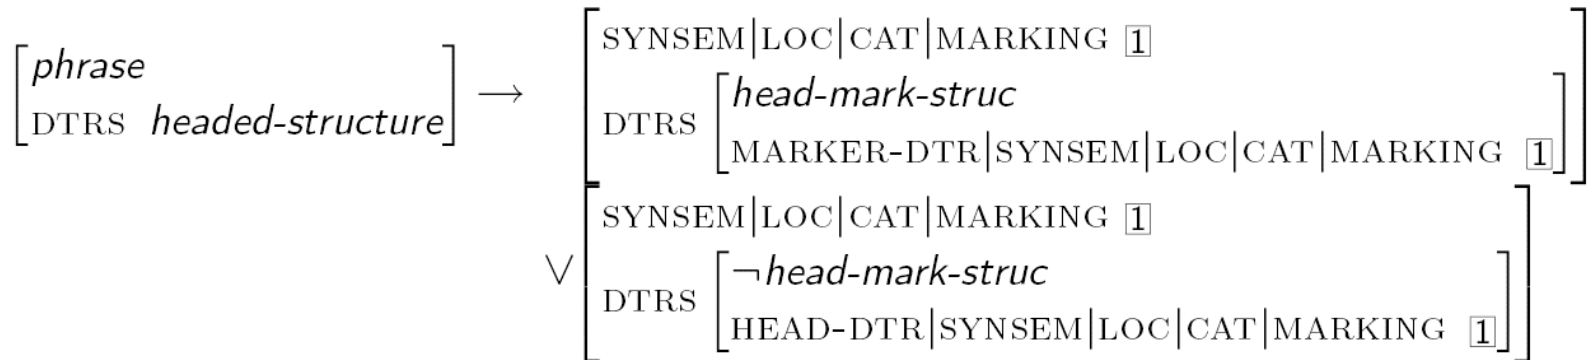 SYNSEM|LOC|CAT|MARKING 1
phrase
head-mark-struc
DTRS headed-structure → DTRS
MARKER-DTR|SYNSEM|LOC|CAT|MARKING 1
SYNSEM|LOC|CAT|MARKING 1
∨ ¬head-mark-struc
DTRS
HEAD-DTR|SYNSEM|LOC|CAT|MARKING 1